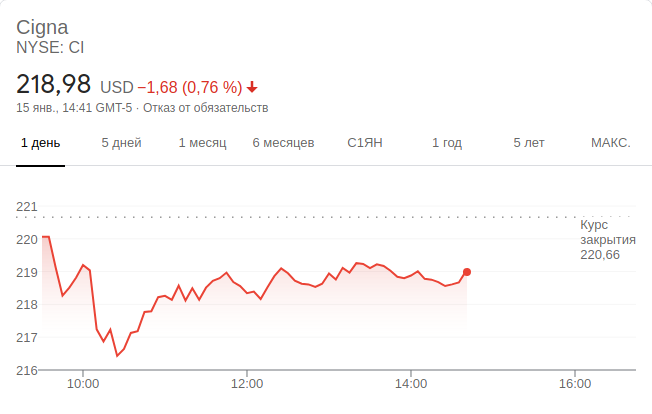 Cigna
NYSE: CI
218,98 USD −1,68 (0,76 %)
15 янв., 14:41 GMT-5 · Отказ от обязательств
1 день 5 дней 1 месяц 6 месяцев С1ЯН 1 год 5 лет МАКС.
221
Курс
220 закрытия
220,66
219
218
217
216
10:00 12:00 14:00 16:00